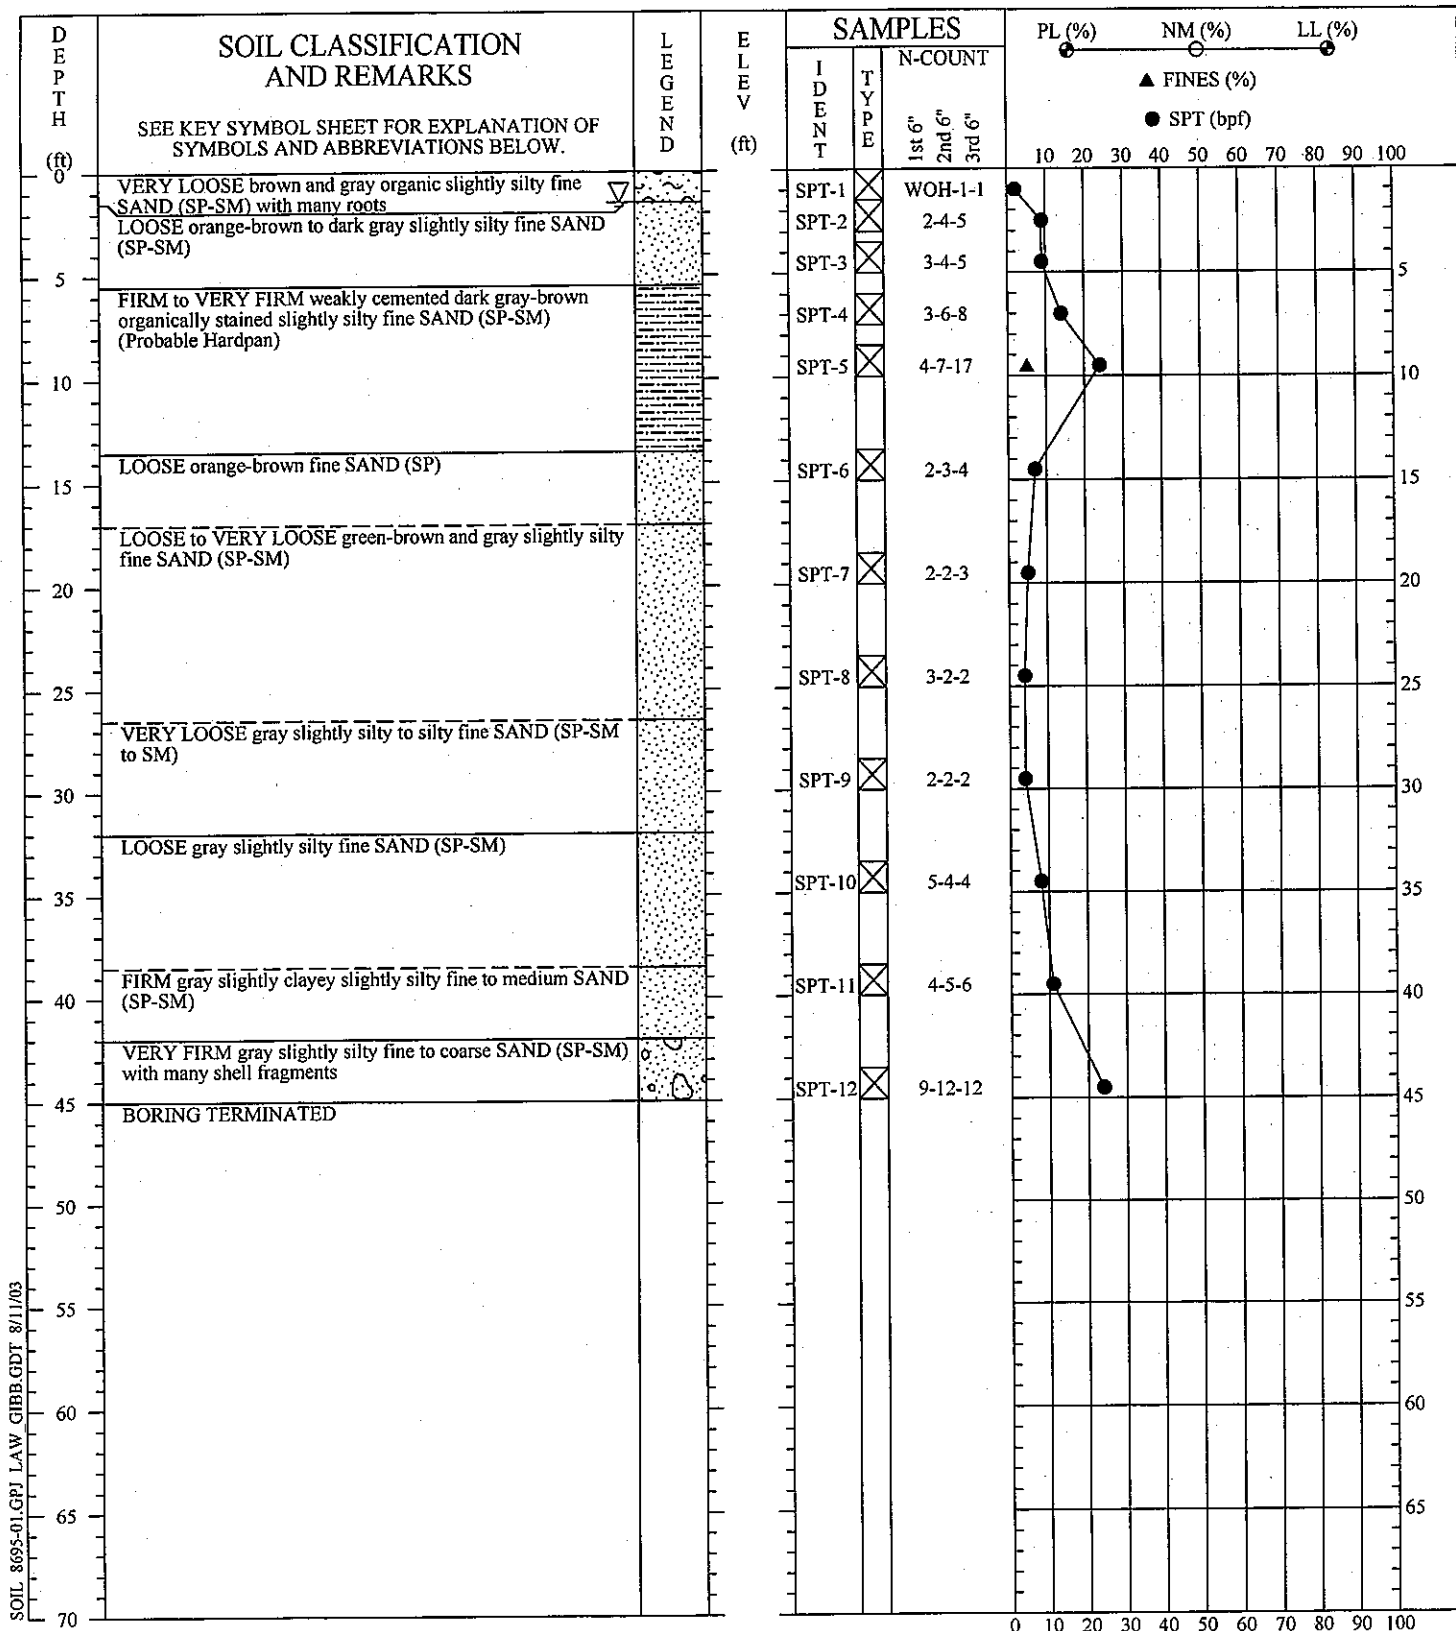 DEPTH (ft)
SOIL CLASSIFICATION
AND REMARKS
SEE KEY SYMBOL SHEET FOR EXPLANATION OF
SYMBOLS AND ABBREVIATIONS BELOW.
LEGEND
ELEV (ft)
SAMPLES
IDENT
TYPE
N-COUNT
1st 6"
2nd 6"
3rd 6"
PL (%) NM (%) LL (%)
▲ FINES (%)
● SPT (bpf)
10 20 30 40 50 60 70 80 90 100
0
VERY LOOSE brown and gray organic slightly silty fine
SAND (SP-SM) with many roots
SPT-1 WOH-1-1
LOOSE orange-brown to dark gray slightly silty fine SAND
(SP-SM)
SPT-2 2-4-5
SPT-3 3-4-5
5 5
FIRM to VERY FIRM weakly cemented dark gray-brown
organically stained slightly silty fine SAND (SP-SM)
(Probable Hardpan)
SPT-4 3-6-8
SPT-5 4-7-17
10 10
LOOSE orange-brown fine SAND (SP)
SPT-6 2-3-4
15 15
LOOSE to VERY LOOSE green-brown and gray slightly silty
fine SAND (SP-SM)
SPT-7 2-2-3
20 20
SPT-8 3-2-2
25 25
VERY LOOSE gray slightly silty to silty fine SAND (SP-SM
to SM)
SPT-9 2-2-2
30 30
LOOSE gray slightly silty fine SAND (SP-SM)
SPT-10 5-4-4
35 35
FIRM gray slightly clayey slightly silty fine to medium SAND
(SP-SM)
SPT-11 4-5-6
40 40
VERY FIRM gray slightly silty fine to coarse SAND (SP-SM)
with many shell fragments
SPT-12 9-12-12
45 45
BORING TERMINATED
50 50
55 55
60 60
65 65
70
0 10 20 30 40 50 60 70 80 90 100
SOIL 8695-01.GPJ LAW_GIBB.GDT 8/11/03